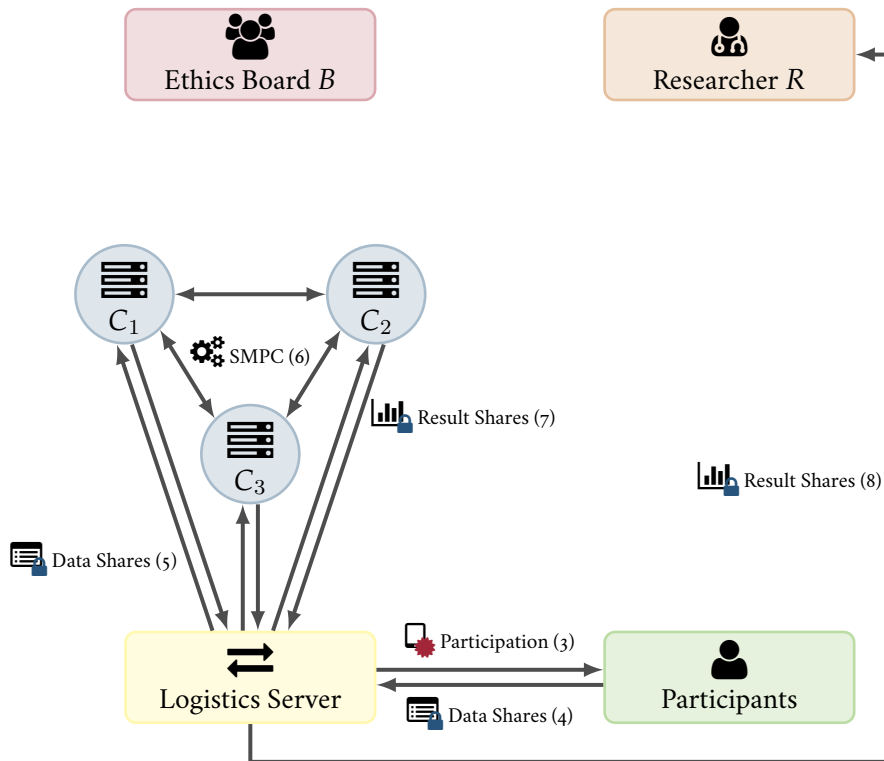 Ethics Board B
Researcher R
C₁
C₂
SMPC (6)
Result Shares (7)
C₃
Result Shares (8)
Data Shares (5)
Participation (3)
Logistics Server
Participants
Data Shares (4)